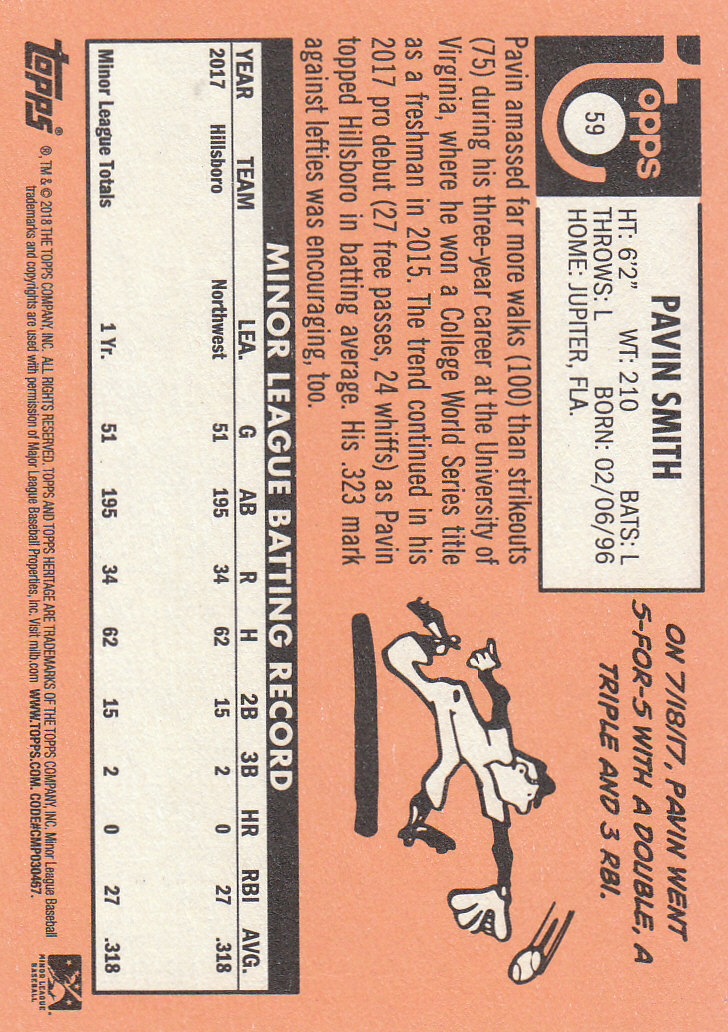 Topps
59
PAVIN SMITH
HT: 6'2" WT: 210 BATS: L
THROWS: L BORN: 02/06/96
HOME: JUPITER, FLA.
ON 7/18/17, PAVIN WENT
5-FOR-5 WITH A DOUBLE, A
TRIPLE AND 3 RBI.
Pavin amassed far more walks (100) than strikeouts
(75) during his three-year career at the University of
Virginia, where he won a College World Series title
as a freshman in 2015. The trend continued in his
2017 pro debut (27 free passes, 24 whiffs) as Pavin
topped Hillsboro in batting average. His .323 mark
against lefties was encouraging, too.
MINOR LEAGUE BATTING RECORD
YEAR TEAM LEA. G AB R H 2B 3B HR RBI AVG.
2017 Hillsboro Northwest 51 195 34 62 15 2 0 27 .318
Minor League Totals 1 Yr. 51 195 34 62 15 2 0 27 .318
topps® ®, TM & © 2018 THE TOPPS COMPANY, INC. ALL RIGHTS RESERVED. TOPPS AND TOPPS HERITAGE ARE TRADEMARKS OF THE TOPPS COMPANY, INC. Minor League Baseball
trademarks and copyrights are used with permission of Major League Baseball Properties, Inc. Visit milb.com WWW.TOPPS.COM. CODE#CMP030467.
MINOR LEAGUE
BASEBALL